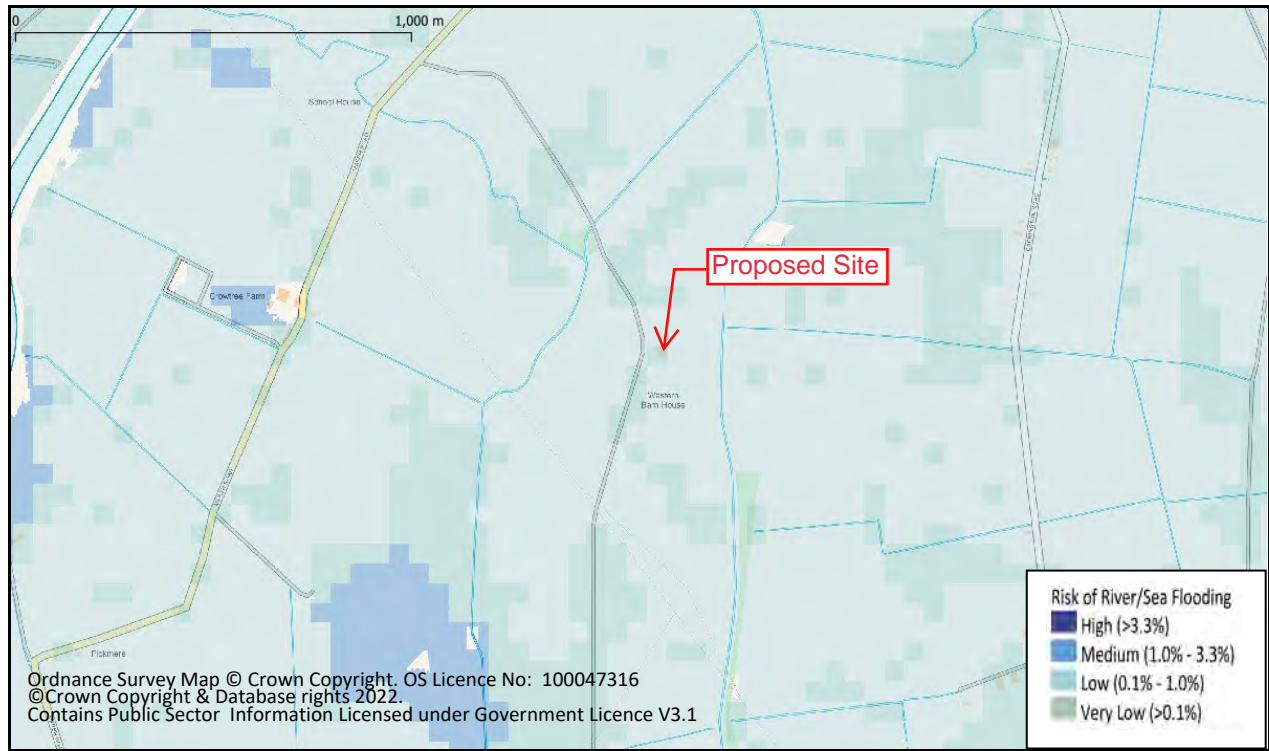 0
1,000 m
School House
Proposed Site
Crowtree Farm
Western
Barn House
Pickmere
Risk of River/Sea Flooding
High (>3.3%)
Medium (1.0% - 3.3%)
Low (0.1% - 1.0%)
Very Low (>0.1%)
Ordnance Survey Map © Crown Copyright. OS Licence No: 100047316
©Crown Copyright & Database rights 2022.
Contains Public Sector Information Licensed under Government Licence V3.1